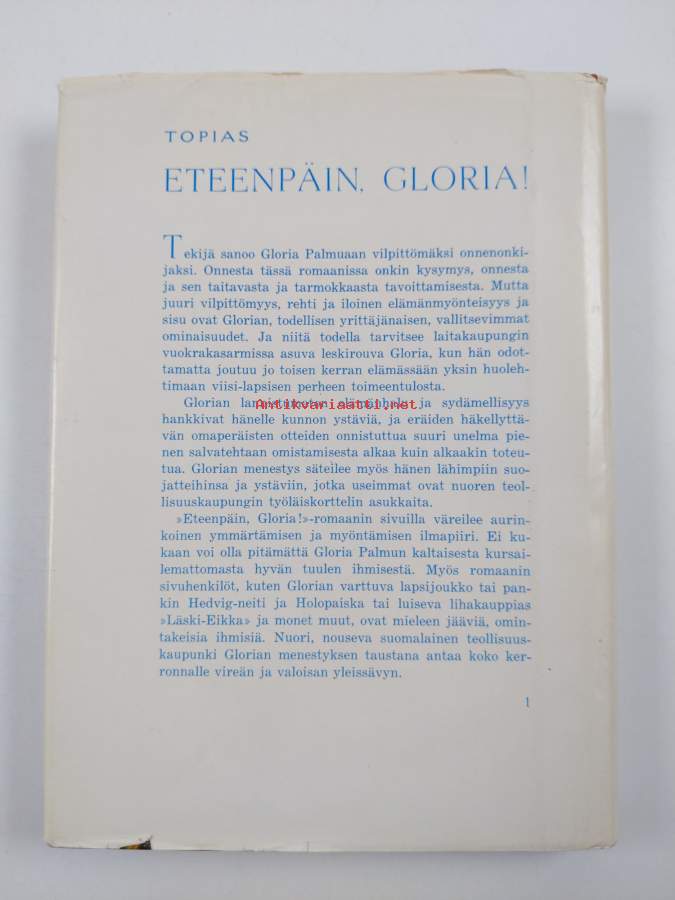 TOPIAS
ETEENPÄIN, GLORIA!
Tekijä sanoo Gloria Palmuaan vilpittömäksi onnenonki-
jaksi. Onnesta tässä romaanissa onkin kysymys, onnesta
ja sen taitavasta ja tarmokkaasta tavoittamisesta. Mutta
juuri vilpittömyys, rehti ja iloinen elämänmyönteisyys ja
sisu ovat Glorian, todellisen yrittäjänaisen, vallitsevimmat
ominaisuudet. Ja niitä todella tarvitsee laitakaupungin
vuokrakasarmissa asuva leskirouva Gloria, kun hän odot-
tamatta joutuu jo toisen kerran elämässään yksin huoleh-
timaan viisi-lapsisen perheen toimeentulosta.
Glorian elämänhalu ja sydämellisyys
Antikvariaatti.net
hankkivat hänelle kunnon ystäviä, ja eräiden häkellyttä-
vän omaperäisten otteiden onnistuttua suuri unelma pie-
nen salvatehtaan omistamisesta alkaa kuin alkaakin toteu-
tua. Glorian menestys säteilee myös hänen lähimpiin suo-
jatteihinsa ja ystäviin, jotka useimmat ovat nuoren teol-
lisuuskaupungin työläiskorttelin asukkaita.
»Eteenpäin, Gloria!»-romaanin sivuilla väreilee aurin-
koinen ymmärtämisen ja myöntämisen ilmapiiri. Ei ku-
kaan voi olla pitämättä Gloria Palmun kaltaisesta kursai-
lemattomasta hyvän tuulen ihmisestä. Myös romaanin
sivuhenkilöt, kuten Glorian varttuva lapsijoukko tai pan-
kin Hedvig-neiti ja Holopaiska tai luiseva lihakauppias
»Läski-Eikka» ja monet muut, ovat mieleen jääviä, omin-
takeisia ihmisiä. Nuori, nouseva suomalainen teollisuus-
kaupunki Glorian menestyksen taustana antaa koko ker-
ronnalle vireän ja valoisan yleissävyn.
1